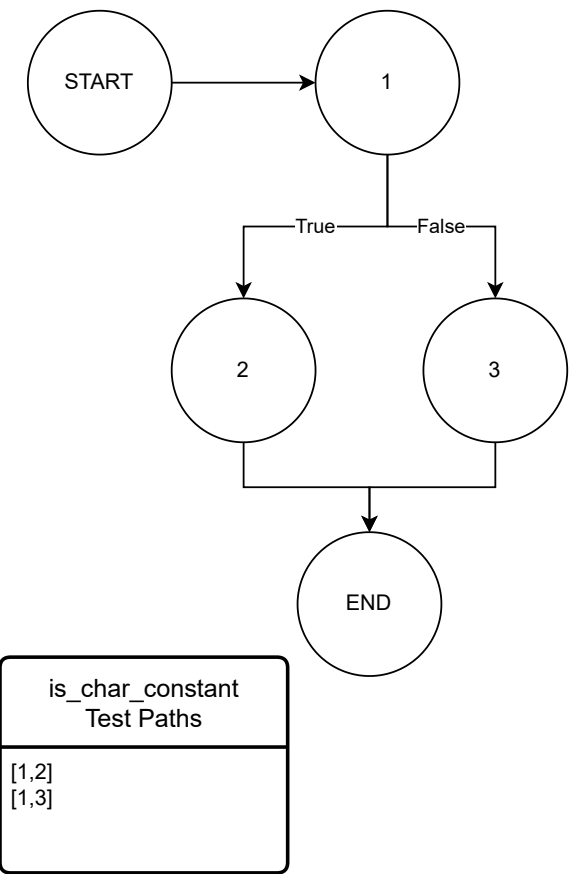 START
1
True
False
2
3
END
is_char_constant
Test Paths
[1,2]
[1,3]